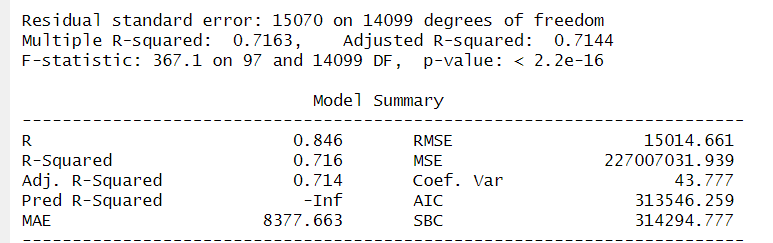 Residual standard error: 15070 on 14099 degrees of freedom
Multiple R-squared:  0.7163,    Adjusted R-squared:  0.7144
F-statistic: 367.1 on 97 and 14099 DF,  p-value: < 2.2e-16
Model Summary
------------------------------------------------------------------------
R                          0.846       RMSE                   15014.661
R-Squared                  0.716       MSE                227007031.939
Adj. R-Squared             0.714       Coef. Var                 43.777
Pred R-Squared              -Inf       AIC                   313546.259
MAE                     8377.663       SBC                   314294.777
------------------------------------------------------------------------